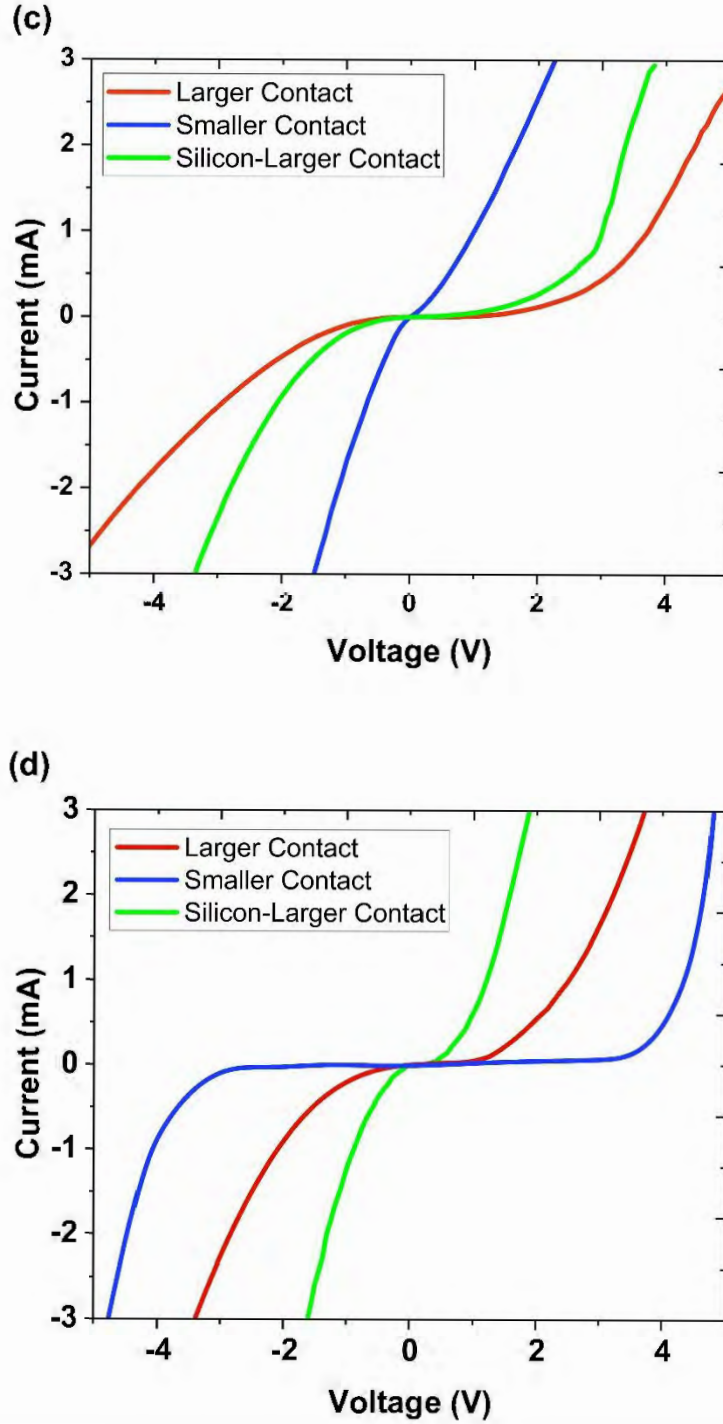 (c)
3
2
1
0
-1
-2
-3
Larger Contact
Smaller Contact
Silicon-Larger Contact
Current (mA)
-4
-2
0
2
4
Voltage (V)
(d)
3
2
1
0
-1
-2
-3
Larger Contact
Smaller Contact
Silicon-Larger Contact
Current (mA)
-4
-2
0
2
4
Voltage (V)